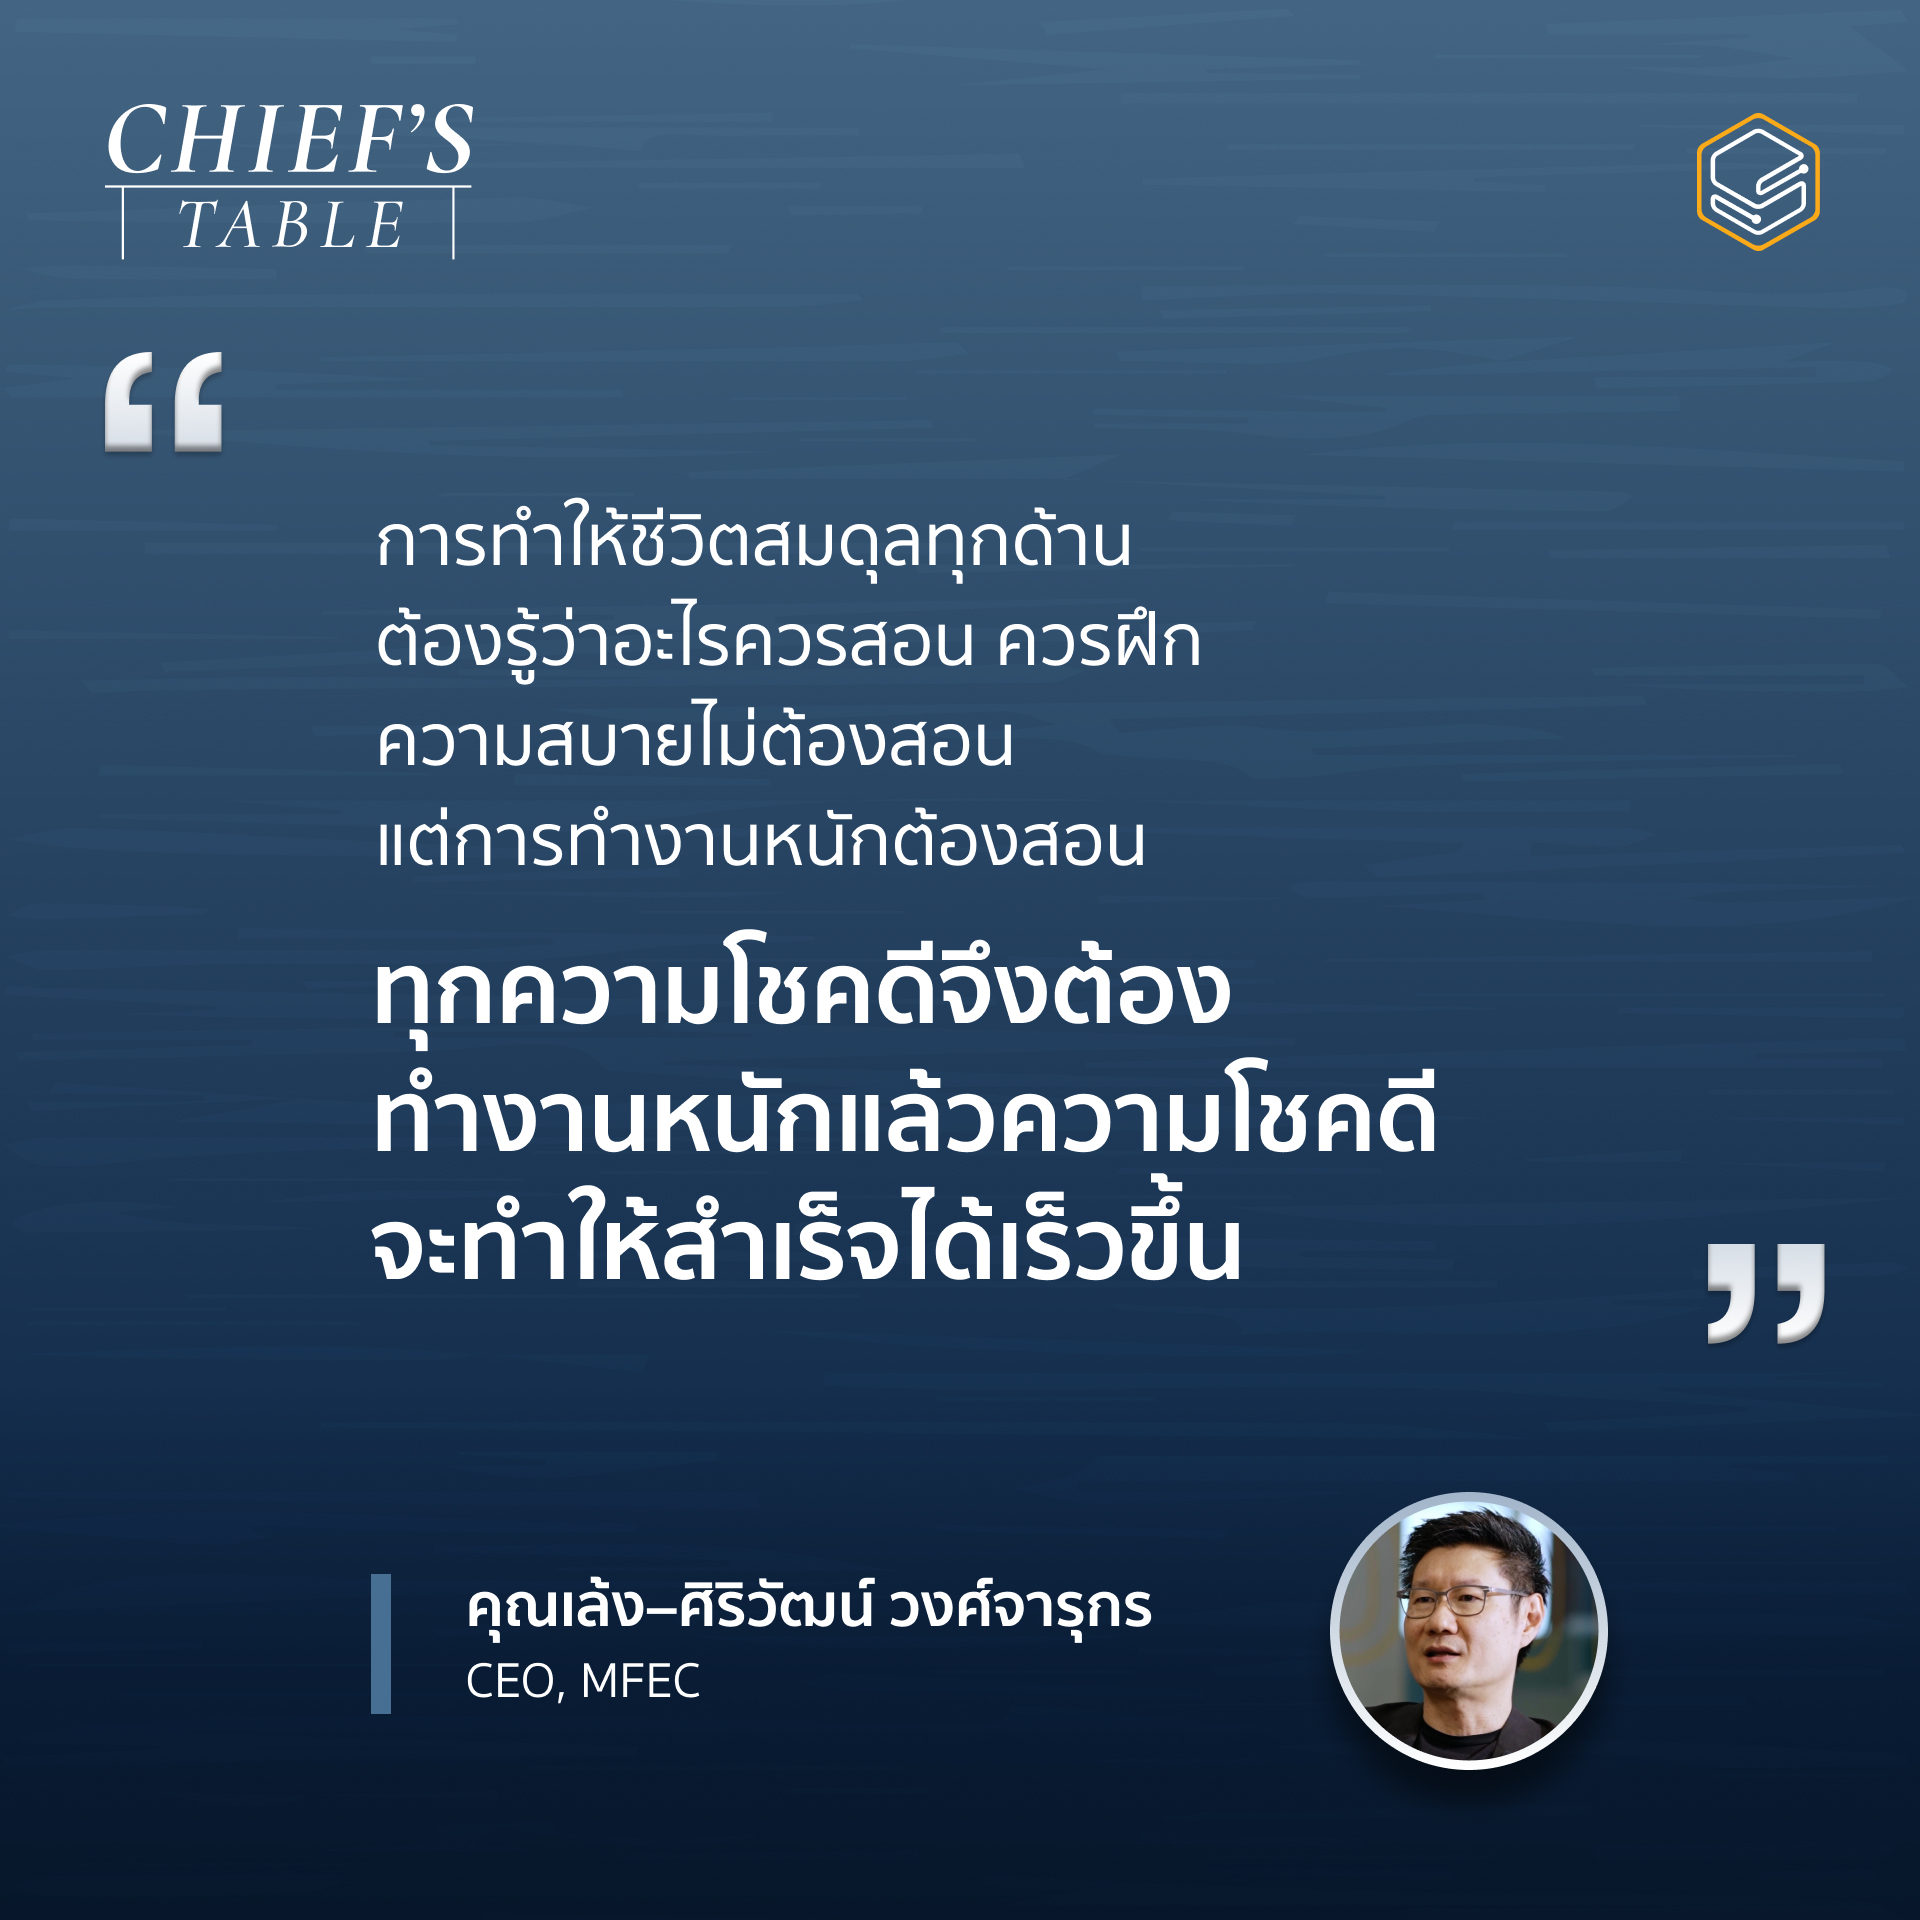 CHIEF'S
TABLE
“
การทำให้ชีวิตสมดุลทุกด้าน
ต้องรู้ว่าอะไรควรสอน ควรฝึก
ความสบายไม่ต้องสอน
แต่การทำงานหนักต้องสอน
ทุกความโชคดีจึงต้อง
ทำงานหนักแล้วความโชคดี
จะทำให้สำเร็จได้เร็วขึ้น
”
คุณเล้ง–ศิริวัฒน์ วงศ์จารุกร
CEO, MFEC